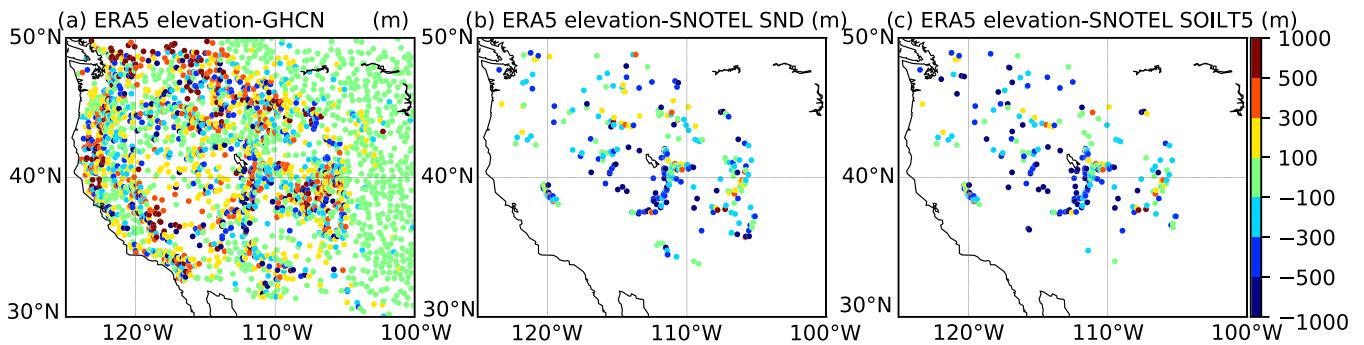 (a) ERA5 elevation-GHCN (m)
(b) ERA5 elevation-SNOTEL SND (m)
(c) ERA5 elevation-SNOTEL SOILT5 (m)
50°N
40°N
30°N
120°W 110°W 100°W
50°N
40°N
30°N
120°W 110°W 100°W
50°N
40°N
30°N
120°W 110°W 100°W
1000
500
300
100
−100
−300
−500
−1000